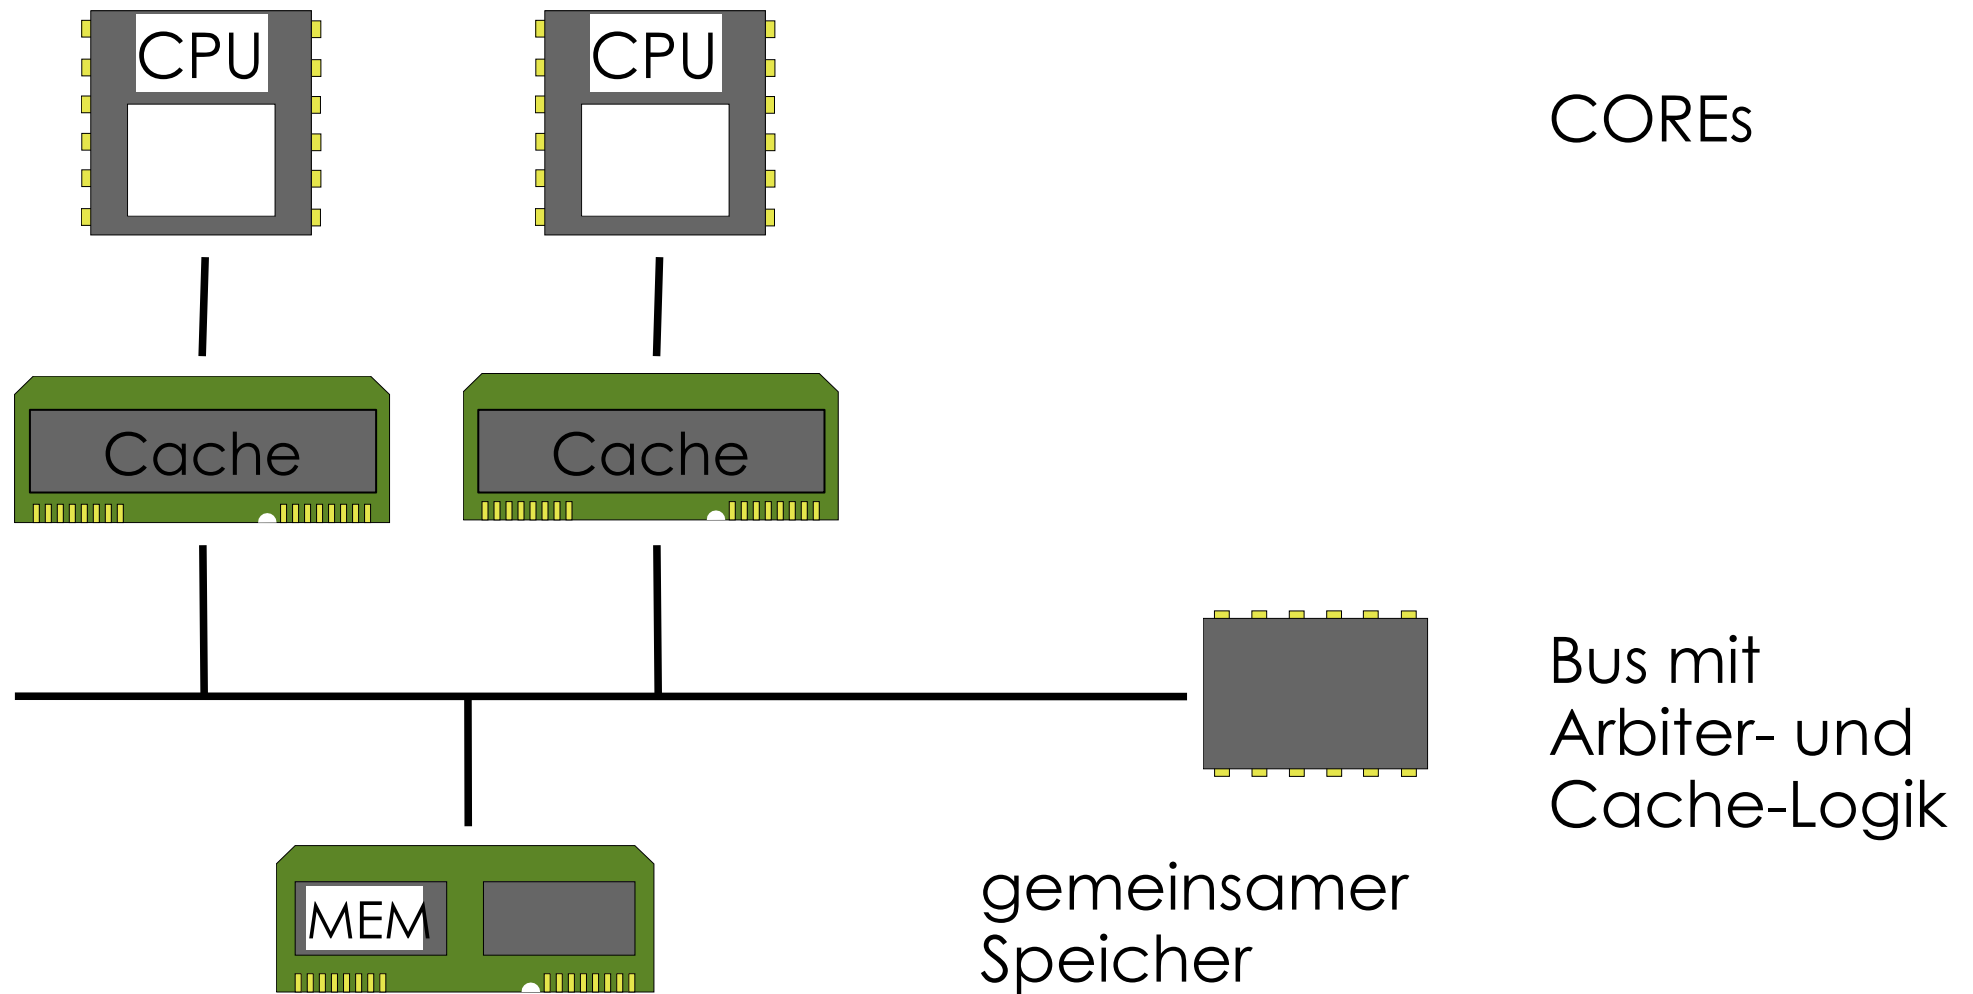 CPU
CPU
COREs
Cache
Cache
Bus mit
Arbiter- und
Cache-Logik
gemeinsamer
Speicher
MEM